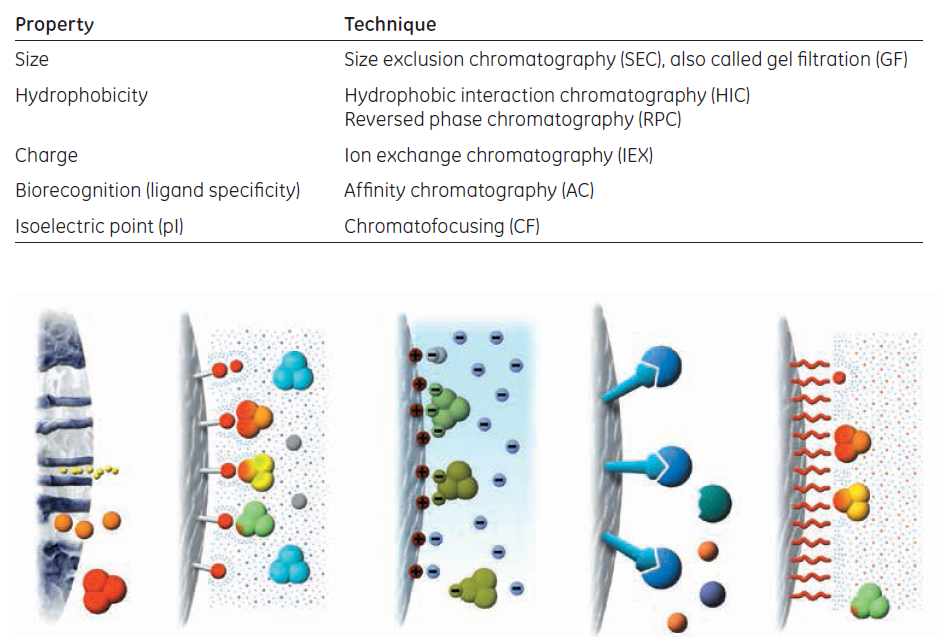 Property Technique
Size Size exclusion chromatography (SEC), also called gel filtration (GF)
Hydrophobicity Hydrophobic interaction chromatography (HIC)
Reversed phase chromatography (RPC)
Charge Ion exchange chromatography (IEX)
Biorecognition (ligand specificity) Affinity chromatography (AC)
Isoelectric point (pI) Chromatofocusing (CF)